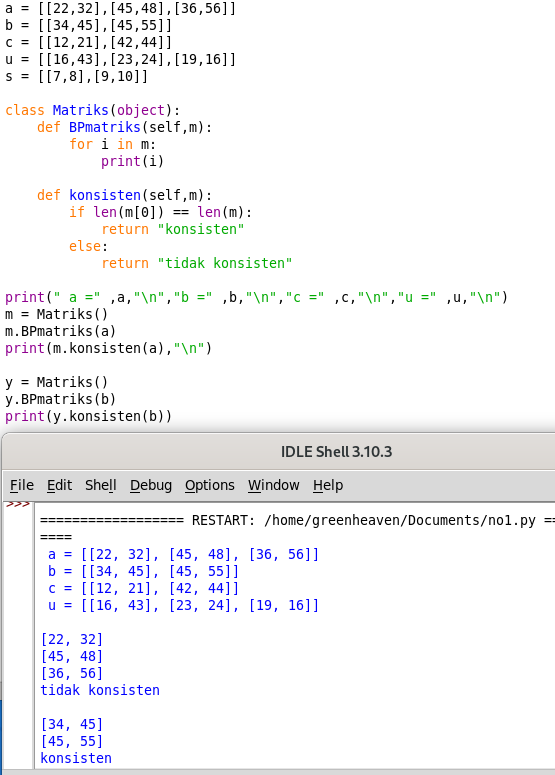 a = [[22,32],[45,48],[36,56]]
b = [[34,45],[45,55]]
c = [[12,21],[42,44]]
u = [[16,43],[23,24],[19,16]]
s = [[7,8],[9,10]]

class Matriks(object):
    def BPmatriks(self,m):
        for i in m:
            print(i)

    def konsisten(self,m):
        if len(m[0]) == len(m):
            return "konsisten"
        else:
            return "tidak konsisten"

print(" a =" ,a,"\n","b =" ,b,"\n","c =" ,c,"\n","u =" ,u,"\n")
m = Matriks()
m.BPmatriks(a)
print(m.konsisten(a),"\n")

y = Matriks()
y.BPmatriks(b)
print(y.konsisten(b))
IDLE Shell 3.10.3
File Edit Shell Debug Options Window Help
>>>
================== RESTART: /home/greenheaven/Documents/no1.py ==
====
 a = [[22, 32], [45, 48], [36, 56]]
 b = [[34, 45], [45, 55]]
 c = [[12, 21], [42, 44]]
 u = [[16, 43], [23, 24], [19, 16]]

[22, 32]
[45, 48]
[36, 56]
tidak konsisten

[34, 45]
[45, 55]
konsisten